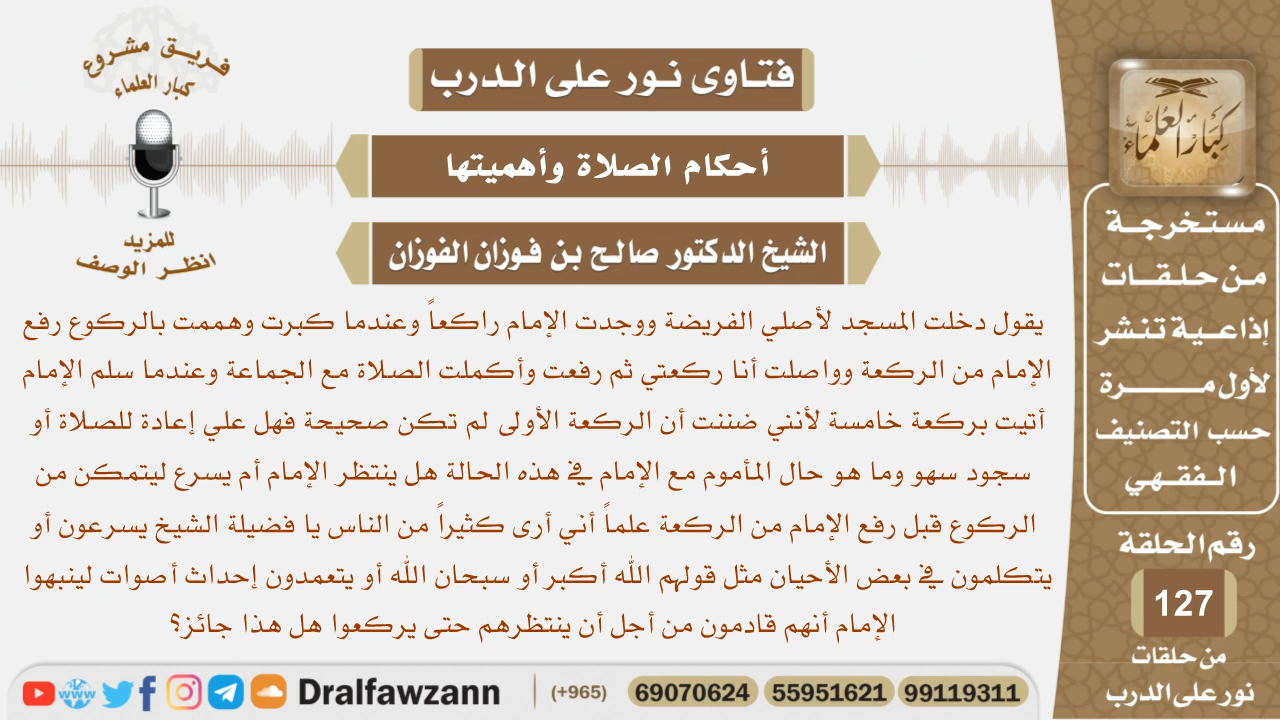 فريق مشروع
كبار العلماء
للمزيد
انظر الوصف
فتاوى نور على الدرب
أحكام الصلاة وأهميتها
الشيخ الدكتور صالح بن فوزان الفوزان
يقول دخلت المسجد لأصلي الفريضة ووجدت الإمام راكعاً وعندما كبرت وهممت بالركوع رفع
الإمام من الركعة وواصلت أنا ركعتي ثم رفعت وأكملت الصلاة مع الجماعة وعندما سلم الإمام
أتيت بركعة خامسة لأنني ضننت أن الركعة الأولى لم تكن صحيحة فهل علي إعادة للصلاة أو
سجود سهو وما هو حال المأموم مع الإمام في هذه الحالة هل ينتظر الإمام أم يسرع ليتمكن من
الركوع قبل رفع الإمام من الركعة علماً أني أرى كثيراً من الناس يا فضيلة الشيخ يسرعون أو
يتكلمون في بعض الأحيان مثل قولهم الله أكبر أو سبحان الله أو يتعمدون إحداث أصوات لينبهوا
الإمام أنهم قادمون من أجل أن ينتظرهم حتى يركعوا هل هذا جائز؟
كبار العلماء
مستخرجة
من حلقات
إذاعية تنشر
لأول مرة
حسب التصنيف
الفقهي
رقم الحلقة
127
من حلقات
نور على الدرب
www Dralfawzann (+965) 69070624 55951621 99119311